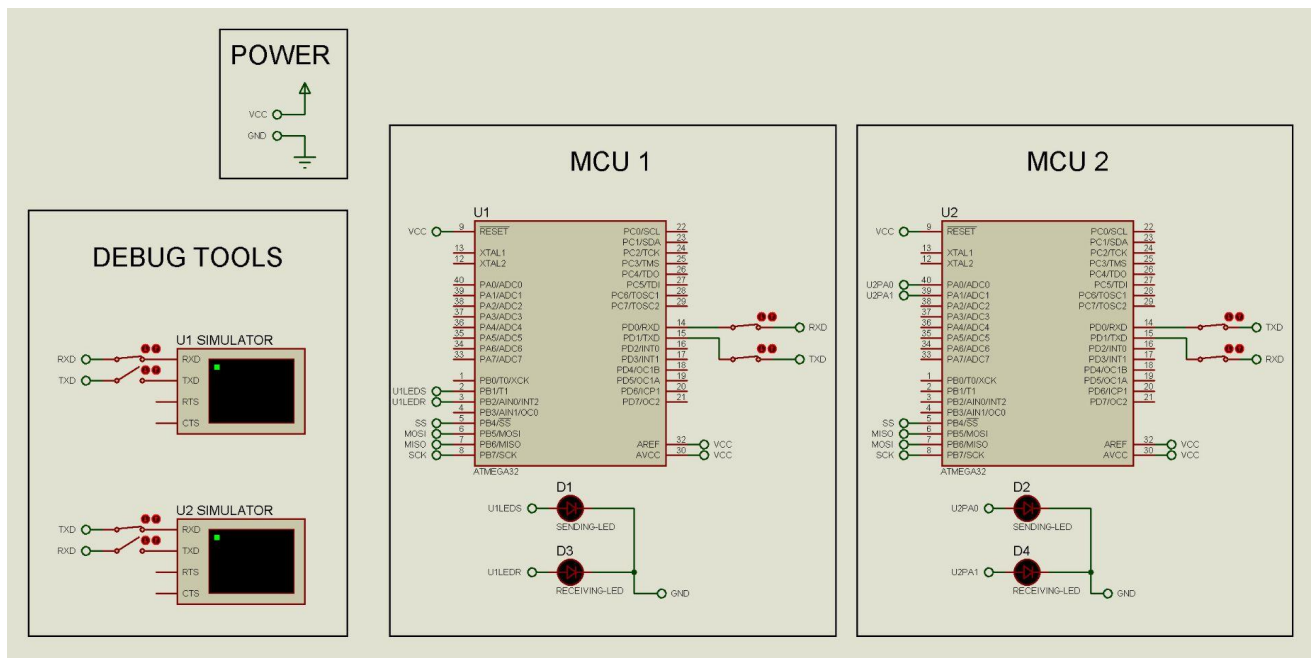 POWER
VCC
GND
DEBUG TOOLS
U1 SIMULATOR
RXD RXD
TXD TXD
RTS
CTS
U2 SIMULATOR
TXD RXD
RXD TXD
RTS
CTS
MCU 1
U1
VCC 9 RESET PC0/SCL 22
PC1/SDA 23
13 XTAL1 PC2/TCK 24
12 XTAL2 PC3/TMS 25
PC4/TDO 26
40 PA0/ADC0 PC5/TDI 27
39 PA1/ADC1 PC6/TOSC1 28
38 PA2/ADC2 PC7/TOSC2 29
37 PA3/ADC3
36 PA4/ADC4 PD0/RXD 14 RXD
35 PA5/ADC5 PD1/TXD 15
34 PA6/ADC6 PD2/INT0 16
33 PA7/ADC7 PD3/INT1 17 TXD
PD4/OC1B 18
1 PB0/T0/XCK PD5/OC1A 19
U1LEDS 2 PB1/T1 PD6/ICP1 20
U1LEDR 3 PB2/AIN0/INT2 PD7/OC2 21
4 PB3/AIN1/OC0
SS 5 PB4/SS
MOSI 6 PB5/MOSI
MISO 7 PB6/MISO AREF 32 VCC
SCK 8 PB7/SCK AVCC 30 VCC
ATMEGA32
D1
U1LEDS
SENDING-LED
D3
U1LEDR
RECEIVING-LED
GND
MCU 2
U2
VCC 9 RESET PC0/SCL 22
PC1/SDA 23
13 XTAL1 PC2/TCK 24
12 XTAL2 PC3/TMS 25
PC4/TDO 26
U2PA0 40 PA0/ADC0 PC5/TDI 27
U2PA1 39 PA1/ADC1 PC6/TOSC1 28
38 PA2/ADC2 PC7/TOSC2 29
37 PA3/ADC3
36 PA4/ADC4 PD0/RXD 14 TXD
35 PA5/ADC5 PD1/TXD 15
34 PA6/ADC6 PD2/INT0 16
33 PA7/ADC7 PD3/INT1 17 RXD
PD4/OC1B 18
1 PB0/T0/XCK PD5/OC1A 19
2 PB1/T1 PD6/ICP1 20
3 PB2/AIN0/INT2 PD7/OC2 21
4 PB3/AIN1/OC0
SS 5 PB4/SS
MISO 6 PB5/MOSI
MOSI 7 PB6/MISO AREF 32 VCC
SCK 8 PB7/SCK AVCC 30 VCC
ATMEGA32
D2
U2PA0
SENDING-LED
D4
U2PA1
RECEIVING-LED
GND